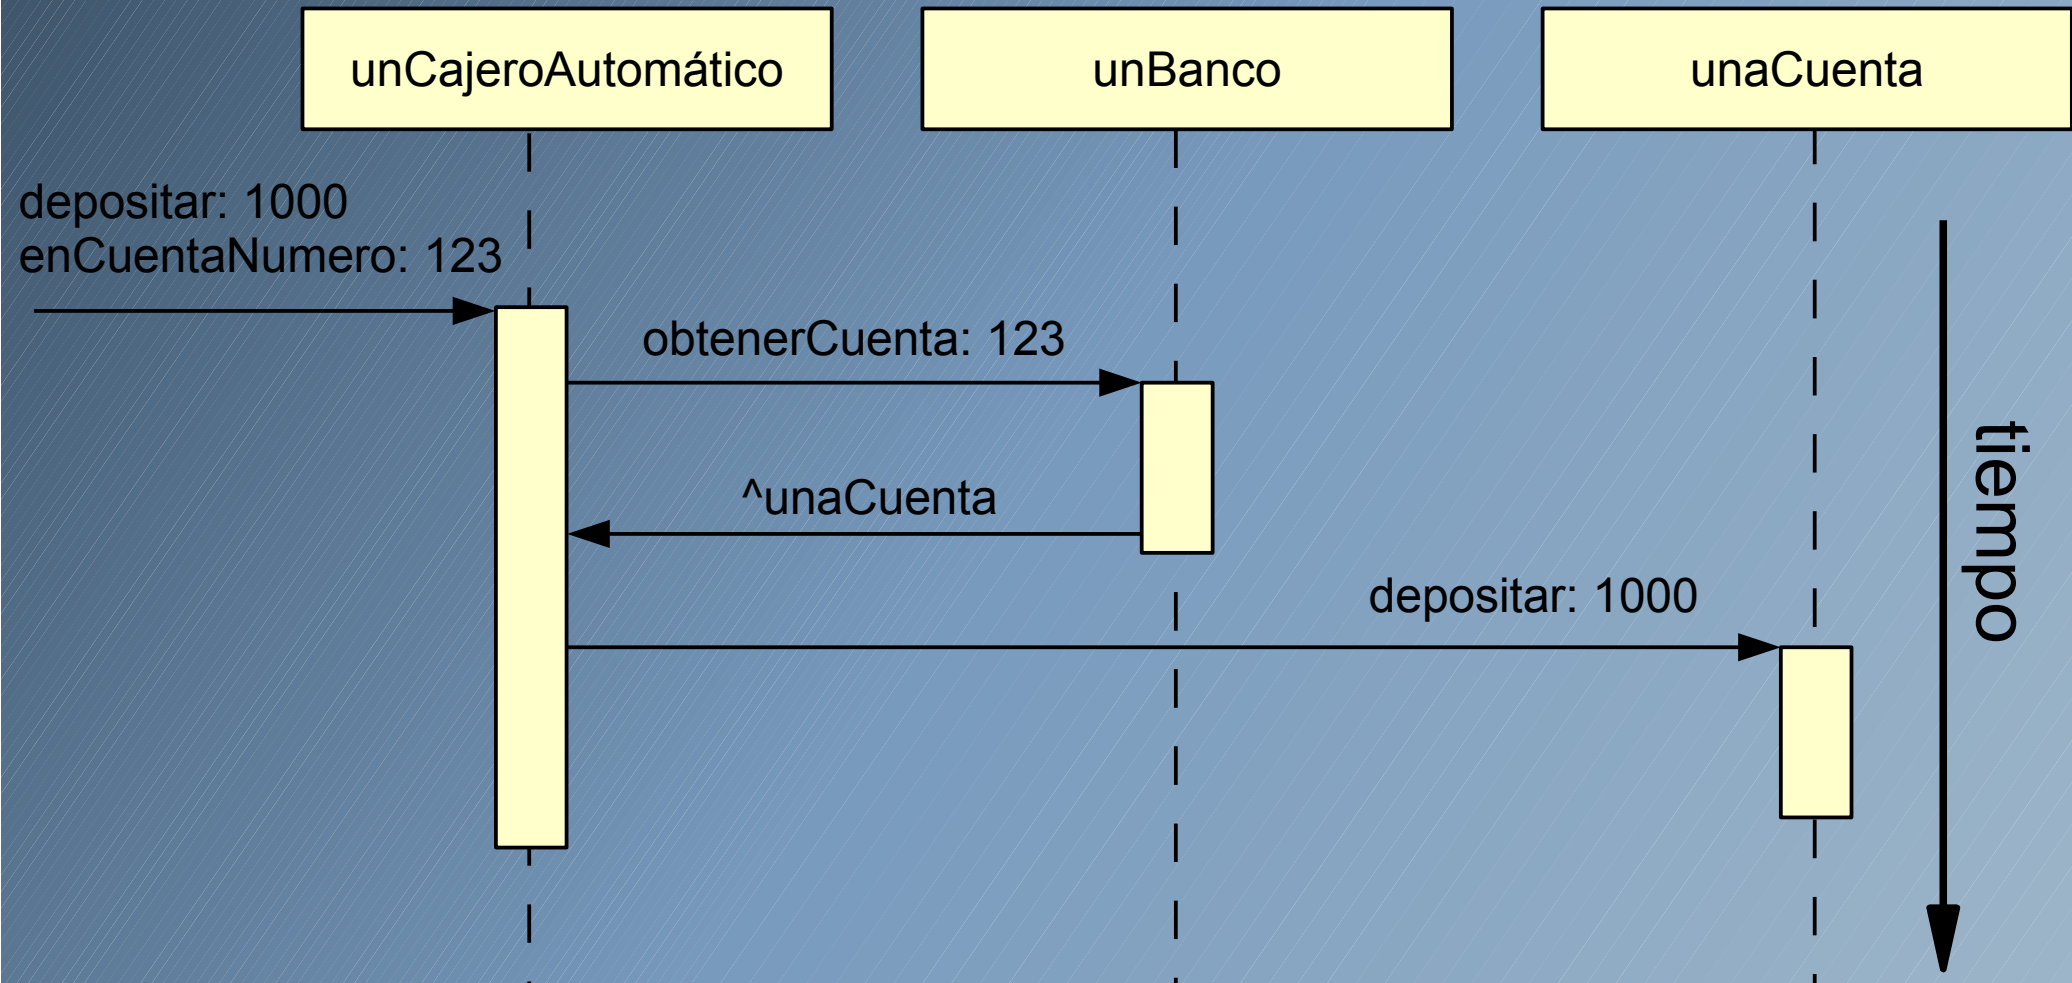 unCajeroAutomático
unBanco
unaCuenta
depositar: 1000
enCuentaNumero: 123
obtenerCuenta: 123
^unaCuenta
depositar: 1000
tiempo